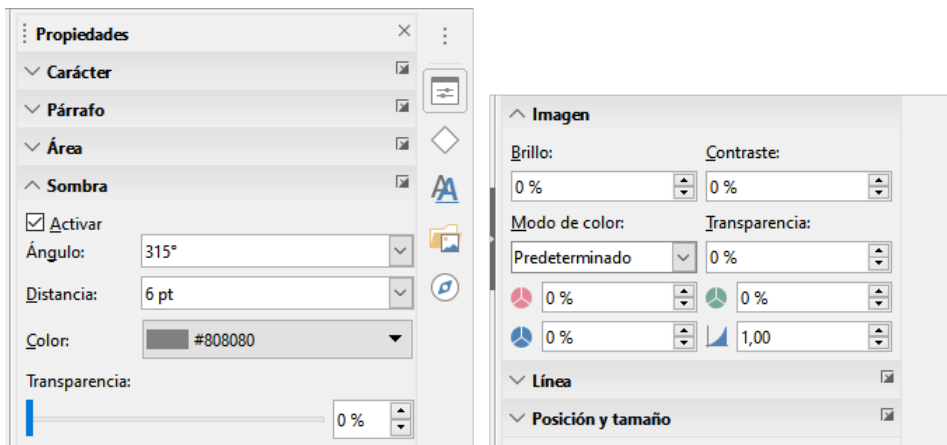 Propiedades
Carácter
Párrafo
Área
Sombra
Activar
Ángulo: 315°
Distancia: 6 pt
Color: #808080
Transparencia:
0 %
Imagen
Brillo: Contraste:
0 % 0 %
Modo de color: Transparencia:
Predeterminado 0 %
0 % 0 %
0 % 1,00
Línea
Posición y tamaño